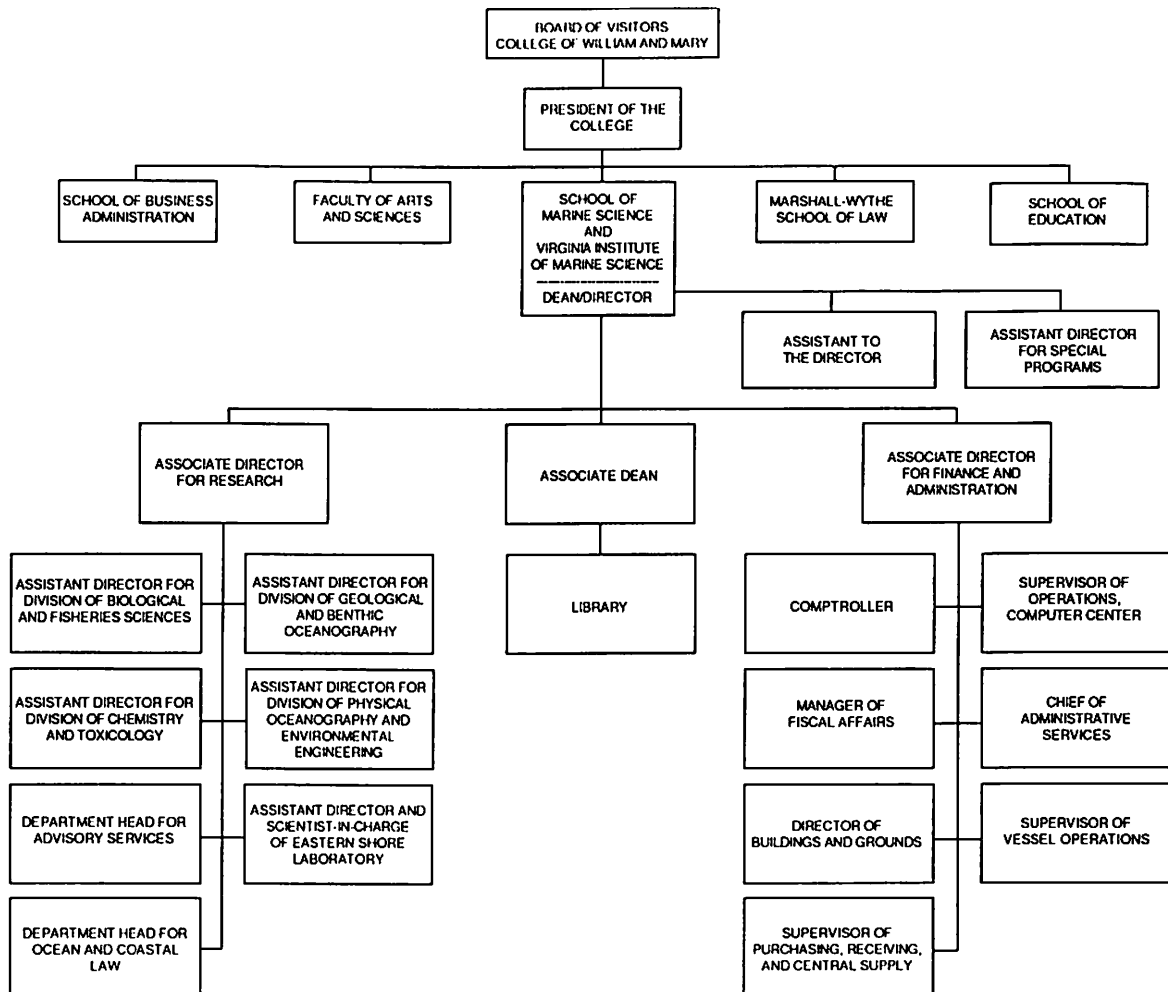 BOARD OF VISITORS
COLLEGE OF WILLIAM AND MARY
PRESIDENT OF THE
COLLEGE
SCHOOL OF BUSINESS
ADMINISTRATION
FACULTY OF ARTS
AND SCIENCES
SCHOOL OF
MARINE SCIENCE
AND
VIRGINIA INSTITUTE
OF MARINE SCIENCE
DEAN/DIRECTOR
MARSHALL-WYTHE
SCHOOL OF LAW
SCHOOL OF
EDUCATION
ASSISTANT TO
THE DIRECTOR
ASSISTANT DIRECTOR
FOR SPECIAL
PROGRAMS
ASSOCIATE DIRECTOR
FOR RESEARCH
ASSOCIATE DEAN
ASSOCIATE DIRECTOR
FOR FINANCE AND
ADMINISTRATION
ASSISTANT DIRECTOR FOR
DIVISION OF BIOLOGICAL
AND FISHERIES SCIENCES
ASSISTANT DIRECTOR FOR
DIVISION OF GEOLOGICAL
AND BENTHIC
OCEANOGRAPHY
LIBRARY
COMPTROLLER
SUPERVISOR OF
OPERATIONS,
COMPUTER CENTER
ASSISTANT DIRECTOR FOR
DIVISION OF CHEMISTRY
AND TOXICOLOGY
ASSISTANT DIRECTOR FOR
DIVISION OF PHYSICAL
OCEANOGRAPHY AND
ENVIRONMENTAL
ENGINEERING
MANAGER OF
FISCAL AFFAIRS
CHIEF OF
ADMINISTRATIVE
SERVICES
DEPARTMENT HEAD FOR
ADVISORY SERVICES
ASSISTANT DIRECTOR AND
SCIENTIST-IN-CHARGE
OF EASTERN SHORE
LABORATORY
DIRECTOR OF
BUILDINGS AND GROUNDS
SUPERVISOR OF
VESSEL OPERATIONS
DEPARTMENT HEAD FOR
OCEAN AND COASTAL
LAW
SUPERVISOR OF
PURCHASING, RECEIVING,
AND CENTRAL SUPPLY